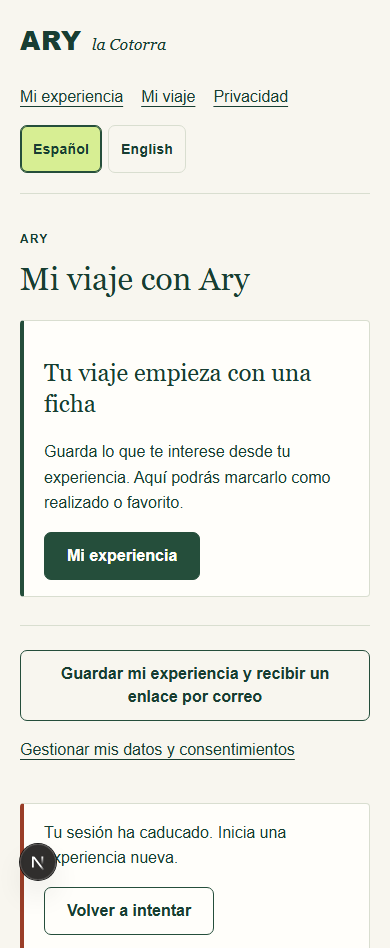 ARY la Cotorra
Mi experiencia Mi viaje Privacidad
Español English
ARY
Mi viaje con Ary
Tu viaje empieza con una
ficha
Guarda lo que te interese desde tu
experiencia. Aquí podrás marcarlo como
realizado o favorito.
Mi experiencia
Guardar mi experiencia y recibir un
enlace por correo
Gestionar mis datos y consentimientos
Tu sesión ha caducado. Inicia una
N
xperiencia nueva.
Volver a intentar